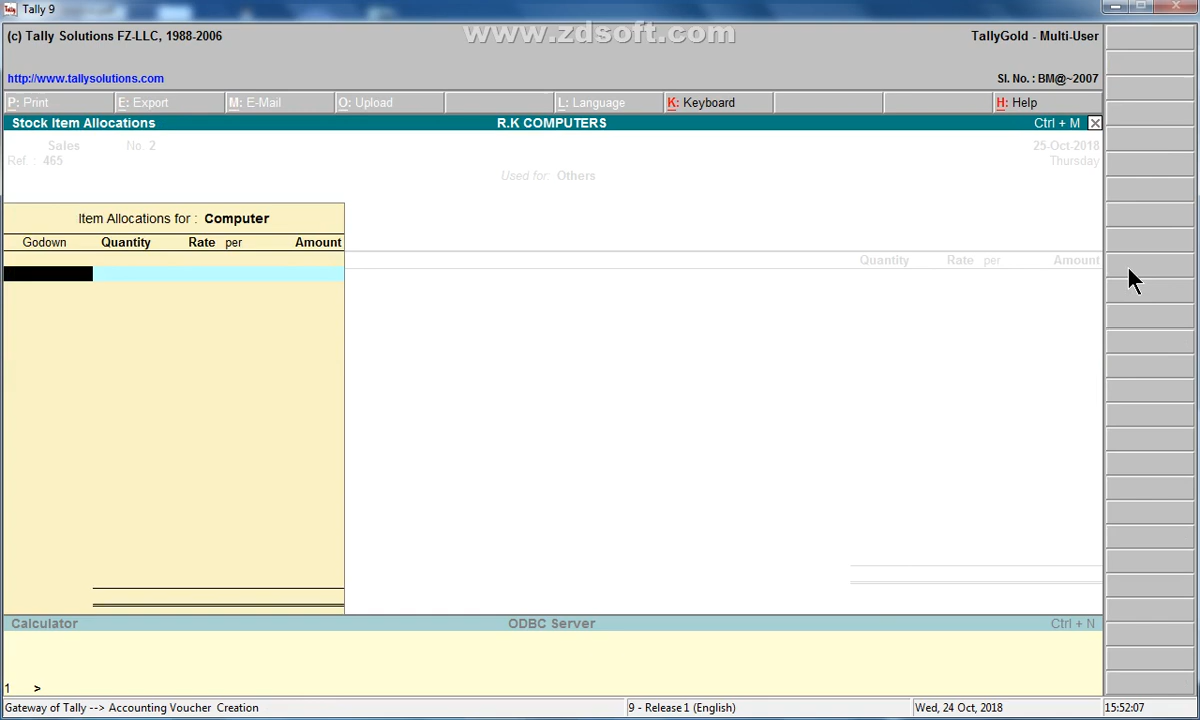 Tally 9
www.zdsoft.com
(c) Tally Solutions FZ-LLC, 1988-2006 TallyGold - Multi-User
http://www.tallysolutions.com Sl. No. : BM@~2007
P: Print E: Export M: E-Mail O: Upload L: Language K: Keyboard H: Help
Stock Item Allocations R.K COMPUTERS Ctrl + M
Sales No. 2 25-Oct-2018
Ref. : 465 Thursday
Used for: Others
Item Allocations for : Computer
Godown Quantity Rate per Amount
Quantity Rate per Amount
Calculator ODBC Server Ctrl + N
1 >
Gateway of Tally --> Accounting Voucher Creation 9 - Release 1 (English) Wed, 24 Oct, 2018 15:52:07